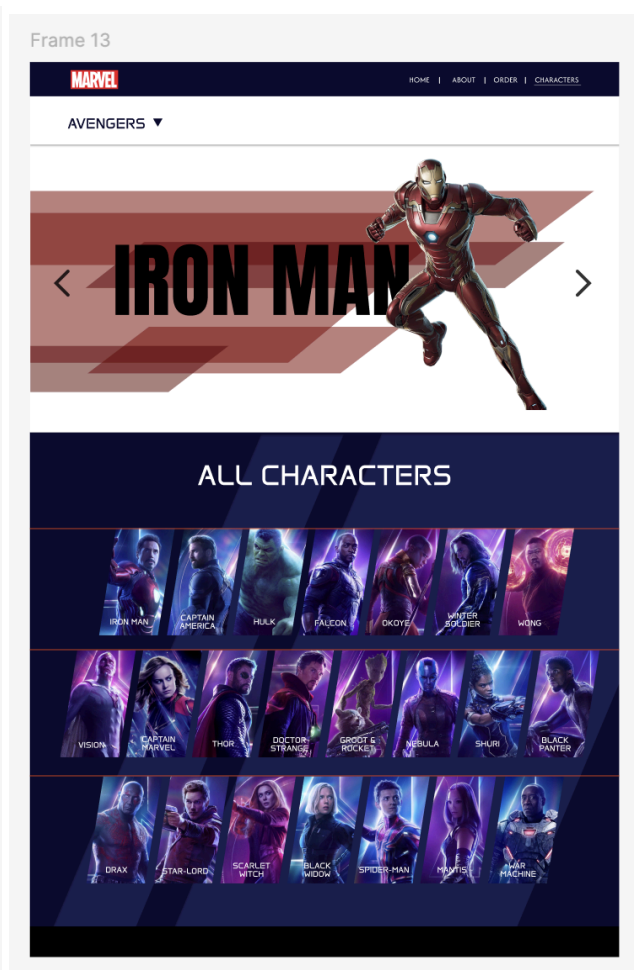 Frame 13
MARVEL
HOME | ABOUT | ORDER | CHARACTERS
AVENGERS ▼
IRON MAN
ALL CHARACTERS
IRON MAN
CAPTAIN
AMERICA
HULK
FALCON
OKOYE
WINTER
SOLDIER
WONG
VISION
CAPTAIN
MARVEL
THOR
DOCTOR
STRANGE
GROOT &
ROCKET
NEBULA
SHURI
BLACK
PANTER
DRAX
STAR-LORD
SCARLET
WITCH
BLACK
WIDOW
SPIDER-MAN
MANTIS
WAR
MACHINE